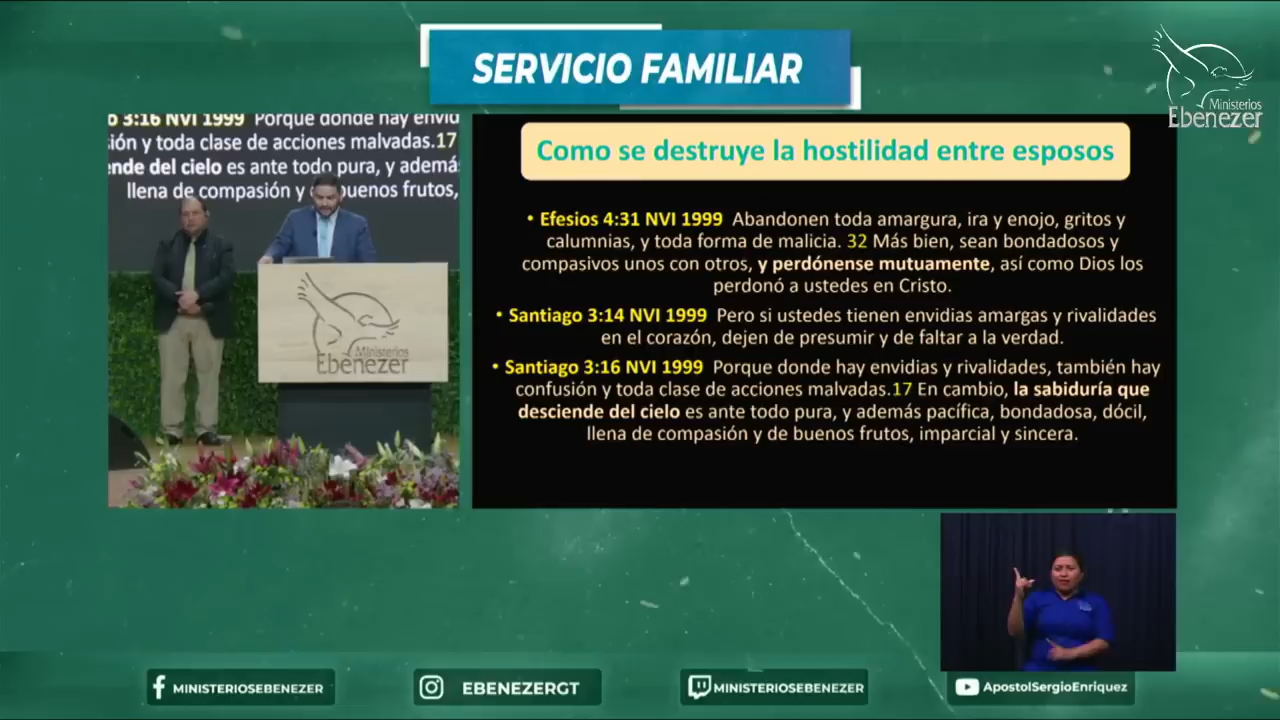 SERVICIO FAMILIAR
Ministerios
Ebenezer
o 3:16 NVI 1999 Porque donde hay envid
sión y toda clase de acciones malvadas.17
ende del cielo es ante todo pura, y ademá
llena de compasión y buenos frutos,
Ministerios
Ebenezer
Como se destruye la hostilidad entre esposos
• Efesios 4:31 NVI 1999 Abandonen toda amargura, ira y enojo, gritos y
calumnias, y toda forma de malicia. 32 Más bien, sean bondadosos y
compasivos unos con otros, y perdónense mutuamente, así como Dios los
perdonó a ustedes en Cristo.
• Santiago 3:14 NVI 1999 Pero si ustedes tienen envidias amargas y rivalidades
en el corazón, dejen de presumir y de faltar a la verdad.
• Santiago 3:16 NVI 1999 Porque donde hay envidias y rivalidades, también hay
confusión y toda clase de acciones malvadas.17 En cambio, la sabiduría que
desciende del cielo es ante todo pura, y además pacífica, bondadosa, dócil,
llena de compasión y de buenos frutos, imparcial y sincera.
MINISTERIOSEBENEZER
EBENEZERGT
MINISTERIOSEBENEZER
ApostolSergioEnriquez